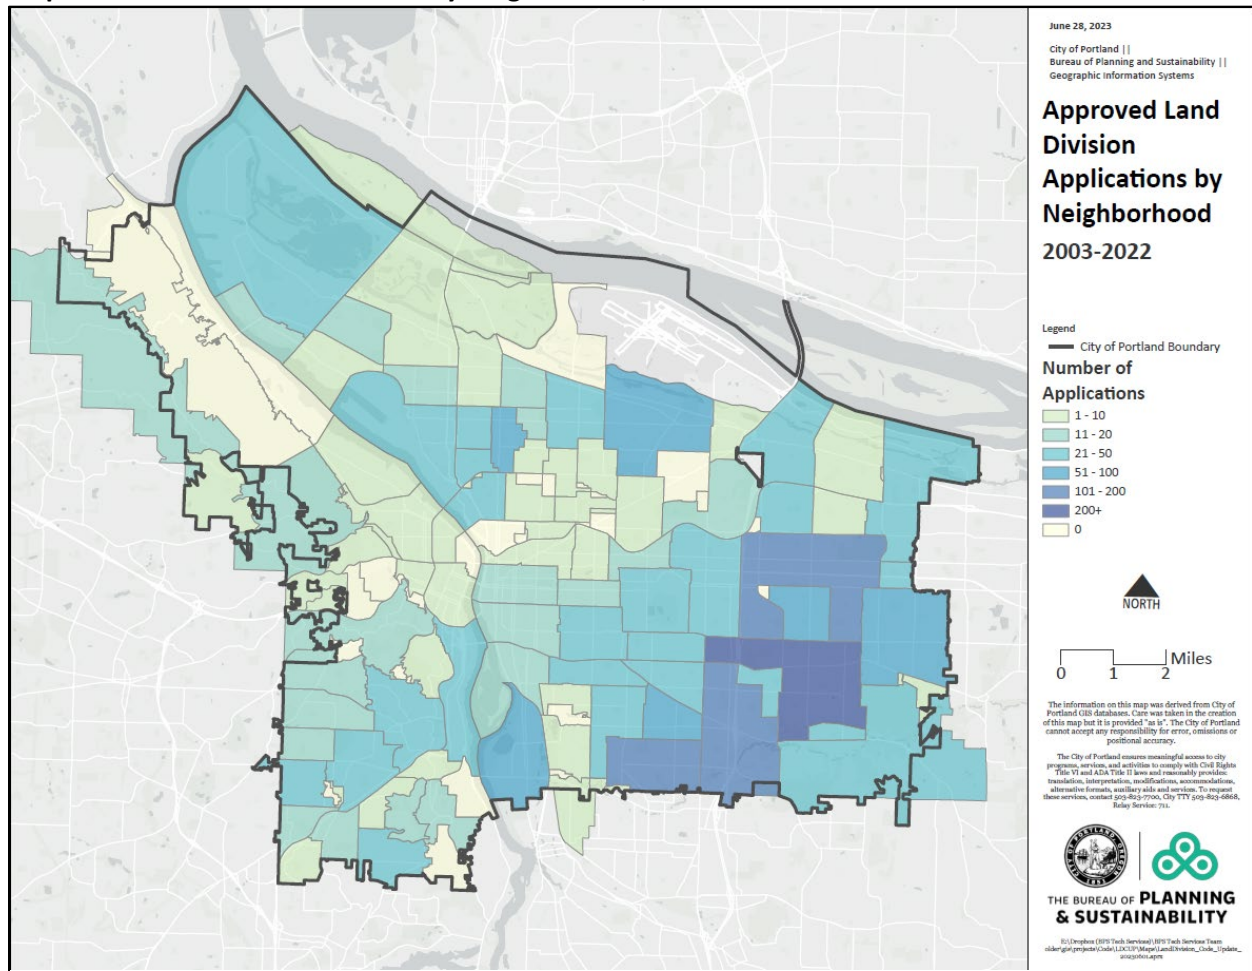 June 28, 2023
City of Portland ||
Bureau of Planning and Sustainability ||
Geographic Information Systems
Approved Land
Division
Applications by
Neighborhood
2003-2022
Legend
City of Portland Boundary
Number of
Applications
1 - 10
11 - 20
21 - 50
51 - 100
101 - 200
200+
0
NORTH
Miles
0 1 2
The information on this map was derived from City of
Portland GIS databases. Care was taken in the creation
of this map but it is provided "as is". The City of Portland
cannot accept any responsibility for error, omissions or
positional accuracy.
The City of Portland ensures meaningful access to city
programs, services, and activities to comply with Civil Rights
Title VI and ADA Title II laws and reasonably provides:
translation, interpretation, modifications, accommodations,
alternative formats, auxiliary aids and services. To request
these services, contact 503-823-7700, City TTY 503-823-6868,
Relay Service: 711.
THE BUREAU OF PLANNING
& SUSTAINABILITY